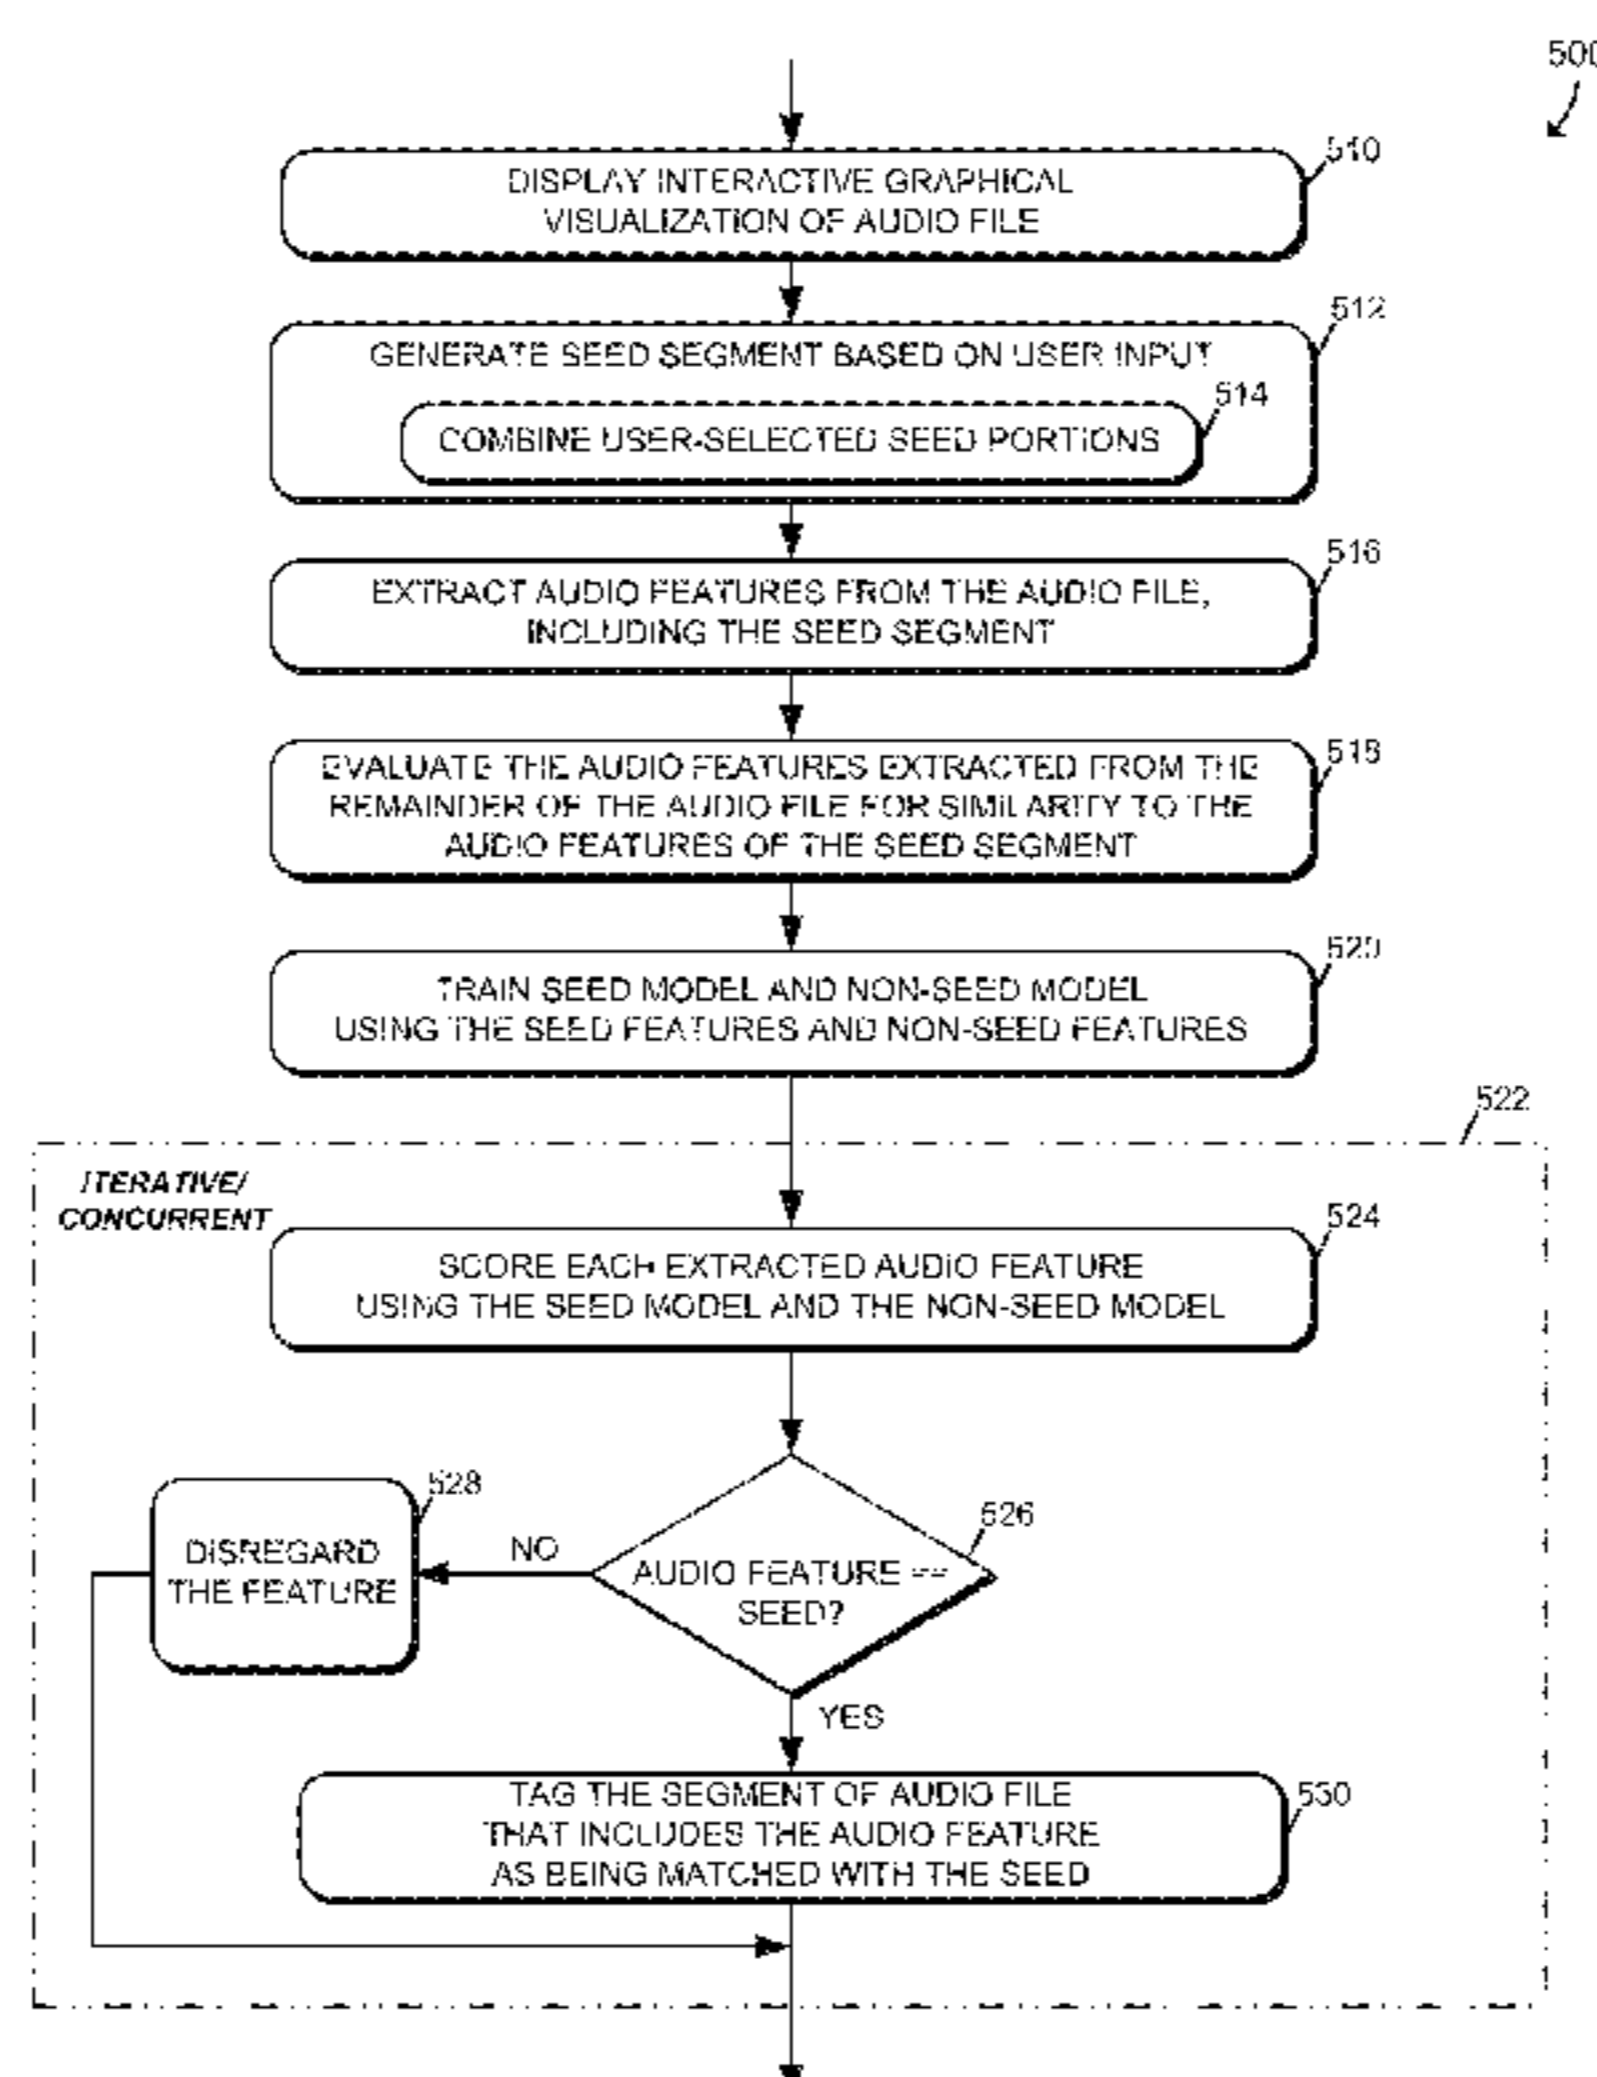 500
510
DISPLAY INTERACTIVE GRAPHICAL
VISUALIZATION OF AUDIO FILE
512
GENERATE SEED SEGMENT BASED ON USER INPUT
514
COMBINE USER-SELECTED SEED PORTIONS
516
EXTRACT AUDIO FEATURES FROM THE AUDIO FILE,
INCLUDING THE SEED SEGMENT
518
EVALUATE THE AUDIO FEATURES EXTRACTED FROM THE
REMAINDER OF THE AUDIO FILE FOR SIMILARITY TO THE
AUDIO FEATURES OF THE SEED SEGMENT
520
TRAIN SEED MODEL AND NON-SEED MODEL
USING THE SEED FEATURES AND NON-SEED FEATURES
522
ITERATIVE/
CONCURRENT
524
SCORE EACH EXTRACTED AUDIO FEATURE
USING THE SEED MODEL AND THE NON-SEED MODEL
528
DISREGARD
THE FEATURE
NO
526
AUDIO FEATURE ==
SEED?
YES
530
TAG THE SEGMENT OF AUDIO FILE
THAT INCLUDES THE AUDIO FEATURE
AS BEING MATCHED WITH THE SEED